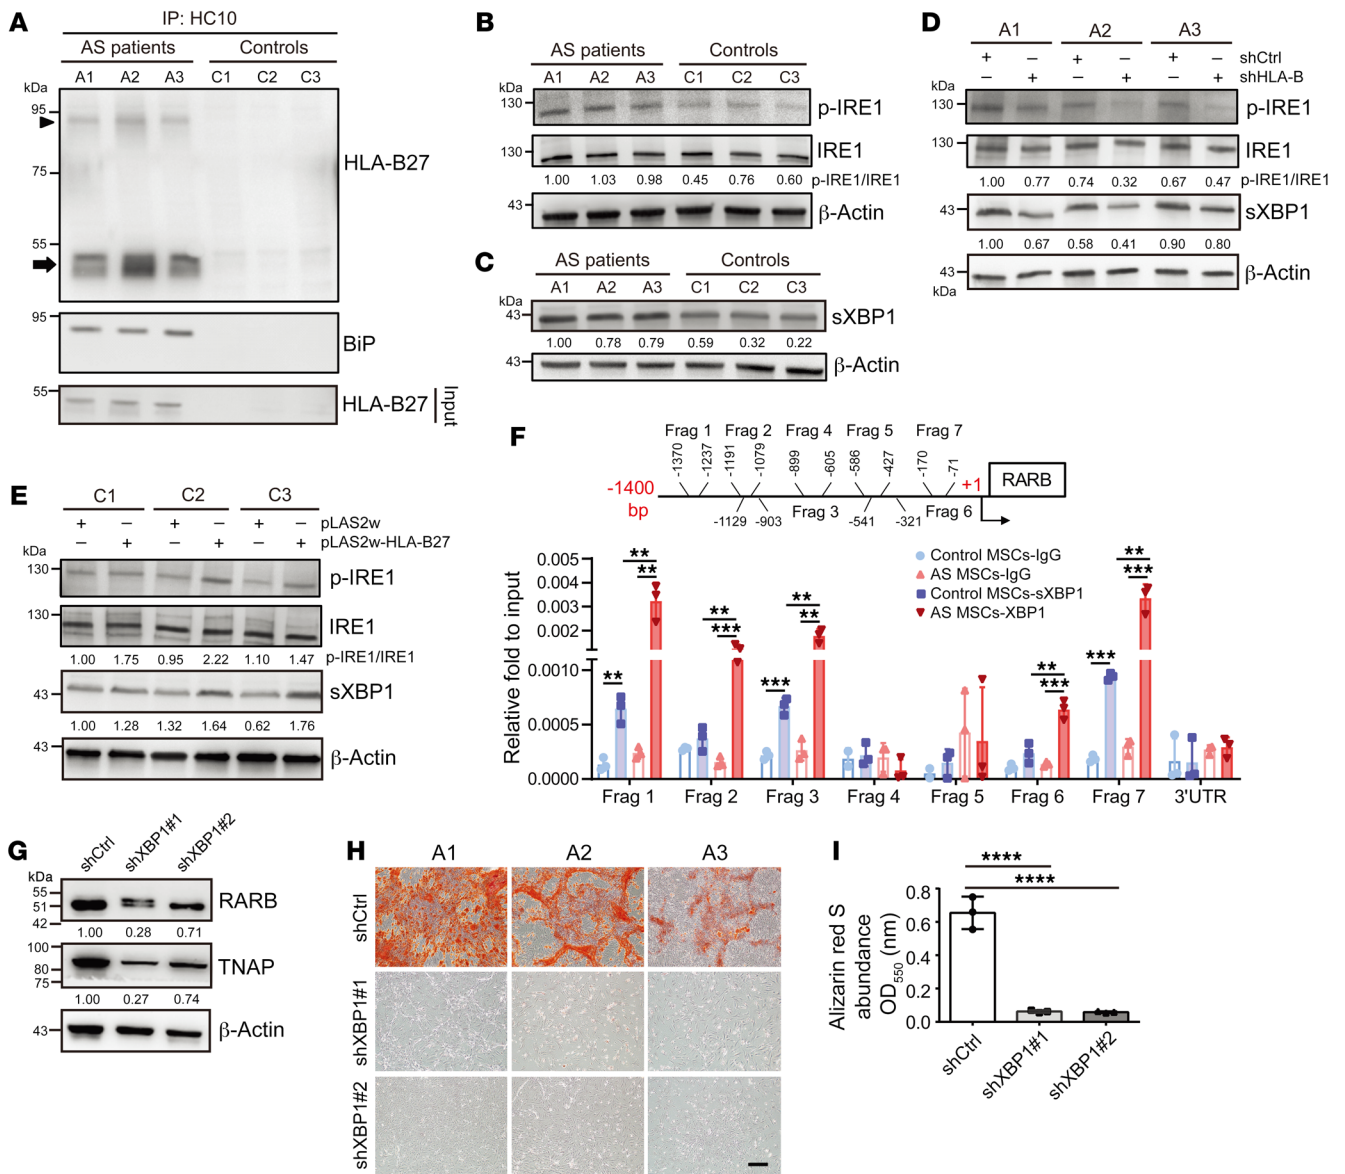 A
IP: HC10
AS patients Controls
A1 A2 A3 C1 C2 C3
kDa
95
75
55
HLA-B27
95
BiP
55
HLA-B27
Input
B
AS patients Controls
kDa A1 A2 A3 C1 C2 C3
130 p-IRE1
130 IRE1
1.00 1.03 0.98 0.45 0.76 0.60 p-IRE1/IRE1
43 β-Actin
C
AS patients Controls
A1 A2 A3 C1 C2 C3
kDa
43 sXBP1
1.00 0.78 0.79 0.59 0.32 0.22
43 β-Actin
D
A1 A2 A3
+ – + – + – shCtrl
– + – + – + shHLA-B
kDa
130 p-IRE1
130 IRE1
1.00 0.77 0.74 0.32 0.67 0.47 p-IRE1/IRE1
43 sXBP1
1.00 0.67 0.58 0.41 0.90 0.80
43 β-Actin
kDa
E
C1 C2 C3
+ – + – + – pLAS2w
– + – + – + pLAS2w-HLA-B27
kDa
130 p-IRE1
130 IRE1
1.00 1.75 0.95 2.22 1.10 1.47 p-IRE1/IRE1
43 sXBP1
1.00 1.28 1.32 1.64 0.62 1.76
43 β-Actin
F
Frag 1 Frag 2 Frag 4 Frag 5 Frag 7
-1370 -1237 -1191 -1079 -899 -605 -586 -427 -170 -71
-1400 bp
+1
RARB
-1129 -903 Frag 3 -541 -321 Frag 6
Relative fold to input
0.005
0.004
0.003
0.002
0.0010
0.0005
0.0000
Control MSCs-IgG
AS MSCs-IgG
Control MSCs-sXBP1
AS MSCs-XBP1
** ** **
** ***
*** ** **
** ***
*** ** ***
Frag 1 Frag 2 Frag 3 Frag 4 Frag 5 Frag 6 Frag 7 3'UTR
G
shCtrl shXBP1#1 shXBP1#2
kDa
55
51
42
RARB
1.00 0.28 0.71
100
80
75
TNAP
1.00 0.27 0.74
43 β-Actin
H
A1 A2 A3
shCtrl
shXBP1#1
shXBP1#2
I
****
****
Alizarin red S abundance OD550 (nm)
0.8
0.6
0.4
0.2
0.0
shCtrl
shXBP1#1
shXBP1#2